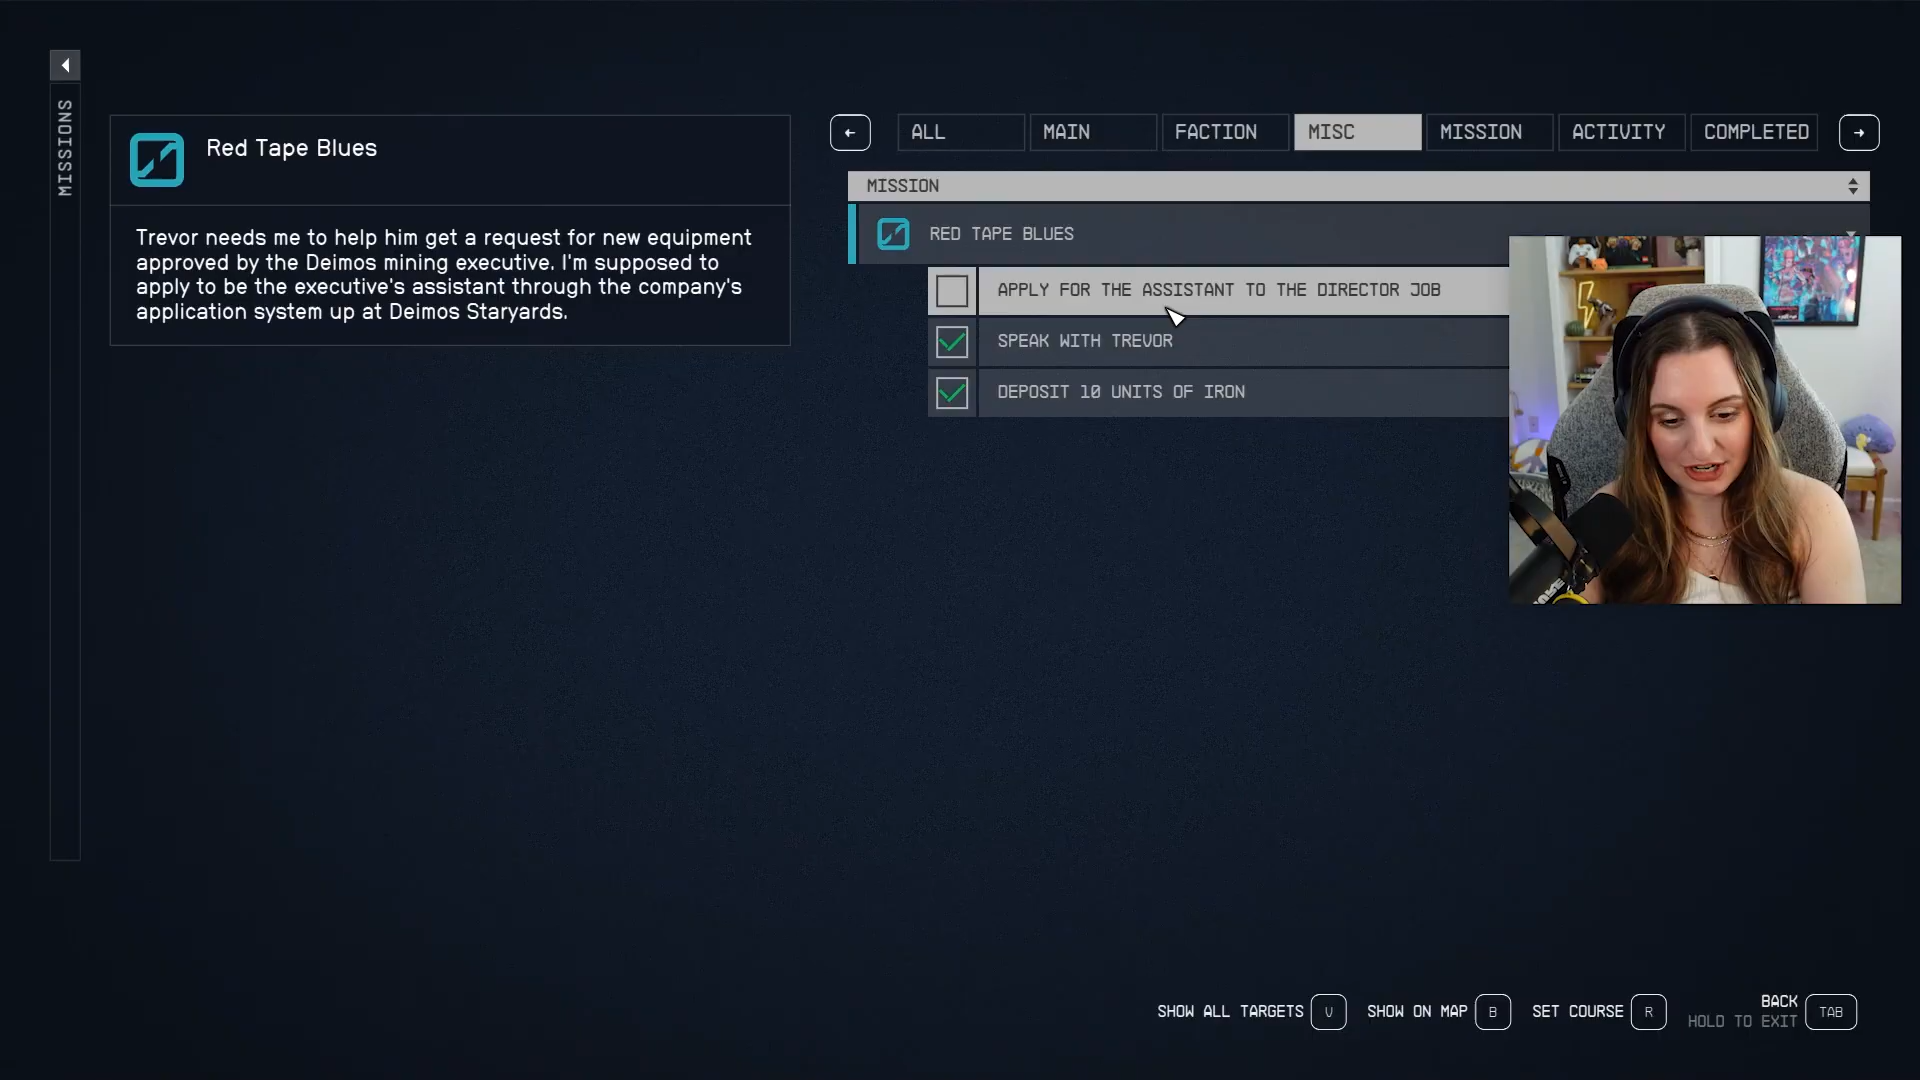 MISSIONS
Red Tape Blues
Trevor needs me to help him get a request for new equipment
approved by the Deimos mining executive. I'm supposed to
apply to be the executive's assistant through the company's
application system up at Deimos Staryards.
ALL
MAIN
FACTION
MISC
MISSION
ACTIVITY
COMPLETED
MISSION
RED TAPE BLUES
APPLY FOR THE ASSISTANT TO THE DIRECTOR JOB
SPEAK WITH TREVOR
DEPOSIT 10 UNITS OF IRON
SHOW ALL TARGETS V
SHOW ON MAP B
SET COURSE R
BACK
HOLD TO EXIT
TAB